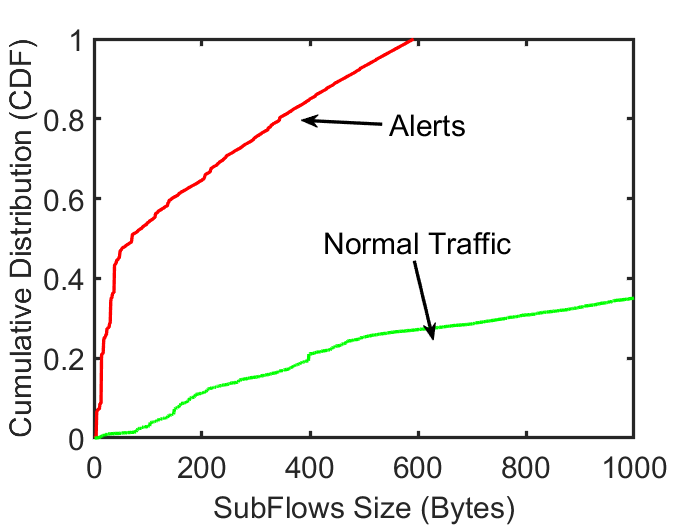 Cumulative Distribution (CDF)
1
0.8
0.6
0.4
0.2
0
Alerts
Normal Traffic
0 200 400 600 800 1000
SubFlows Size (Bytes)